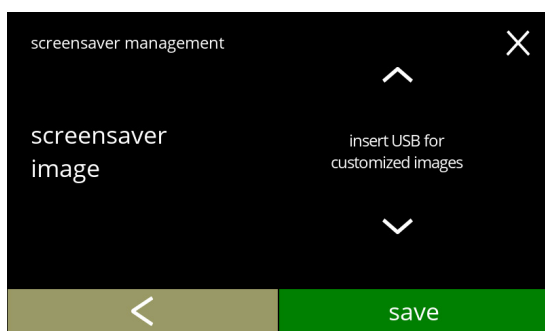 screensaver management
screensaver
image
insert USB for
customized images
save